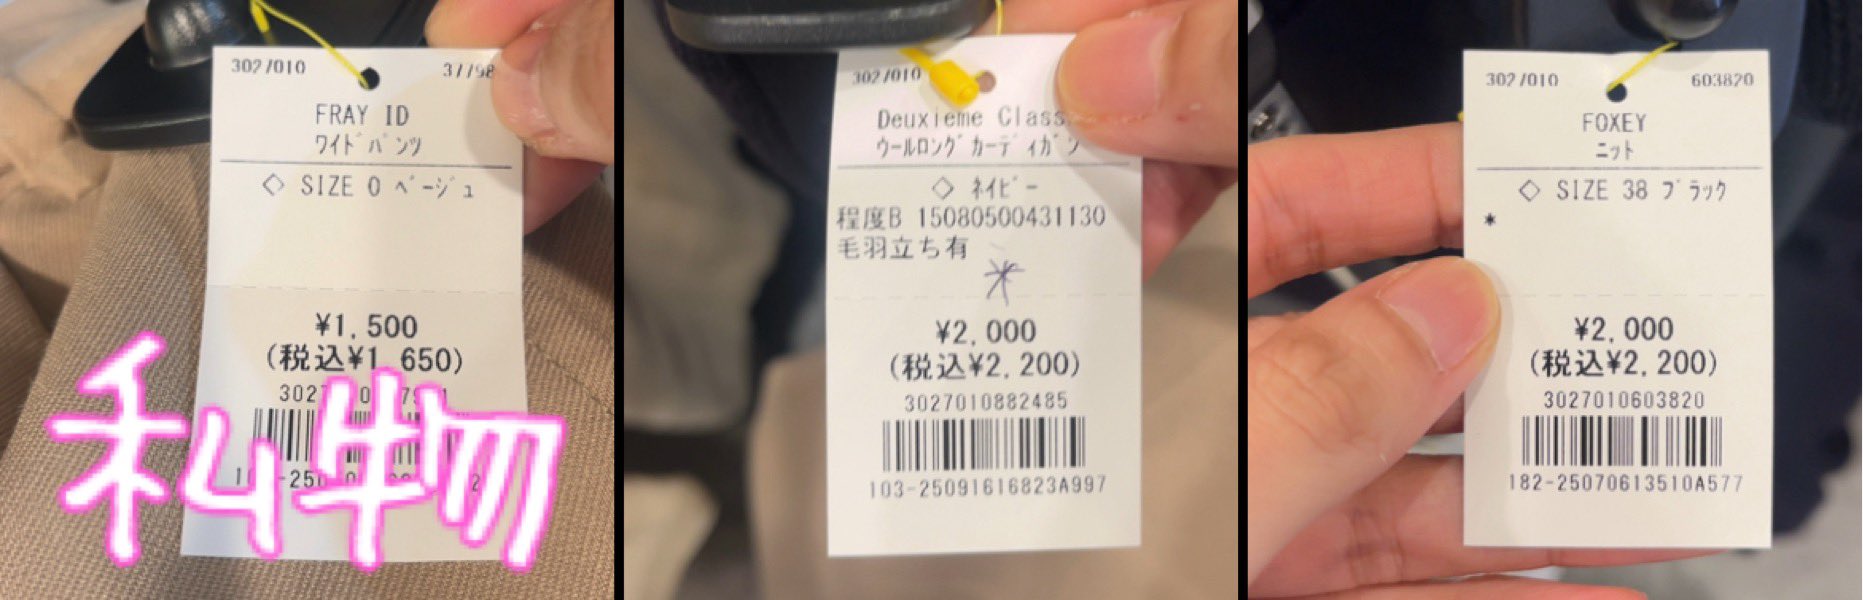 302/010
FRAY ID
ワイドパンツ
◇ SIZE 0 ベージュ
¥1,500
(税込¥1,650)
私物
302/010
Deuxieme
ウールロングカーディガン
◇ ネイビー
程度B 15080500431130
毛羽立ち有
¥2,000
(税込¥2,200)
3027010882485
103-25091616823A997
302/010 603820
FOXEY
ニット
◇ SIZE 38 ブラック
*
¥2,000
(税込¥2,200)
3027010603820
182-25070613510A577